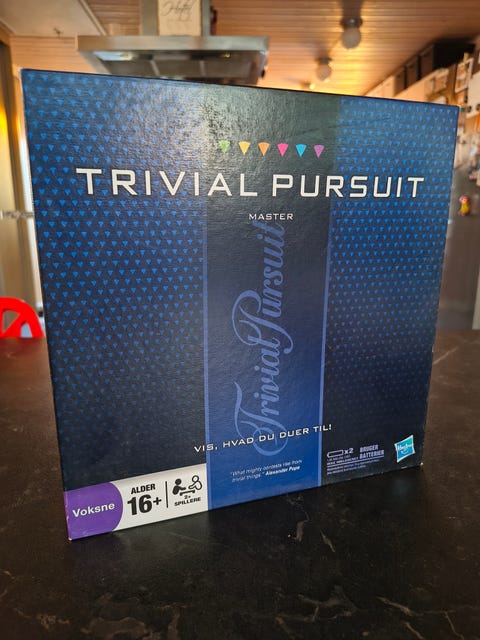 TRIVIAL PURSUIT
MASTER
Trivial Pursuit
VIS, HVAD DU DUER TIL!
"What mighty contests rise from
trivial things." Alexander Pope
x2
BRUGER
BATTERIER
Hasbro
Voksne
ALDER
16+
2+
SPILLERE